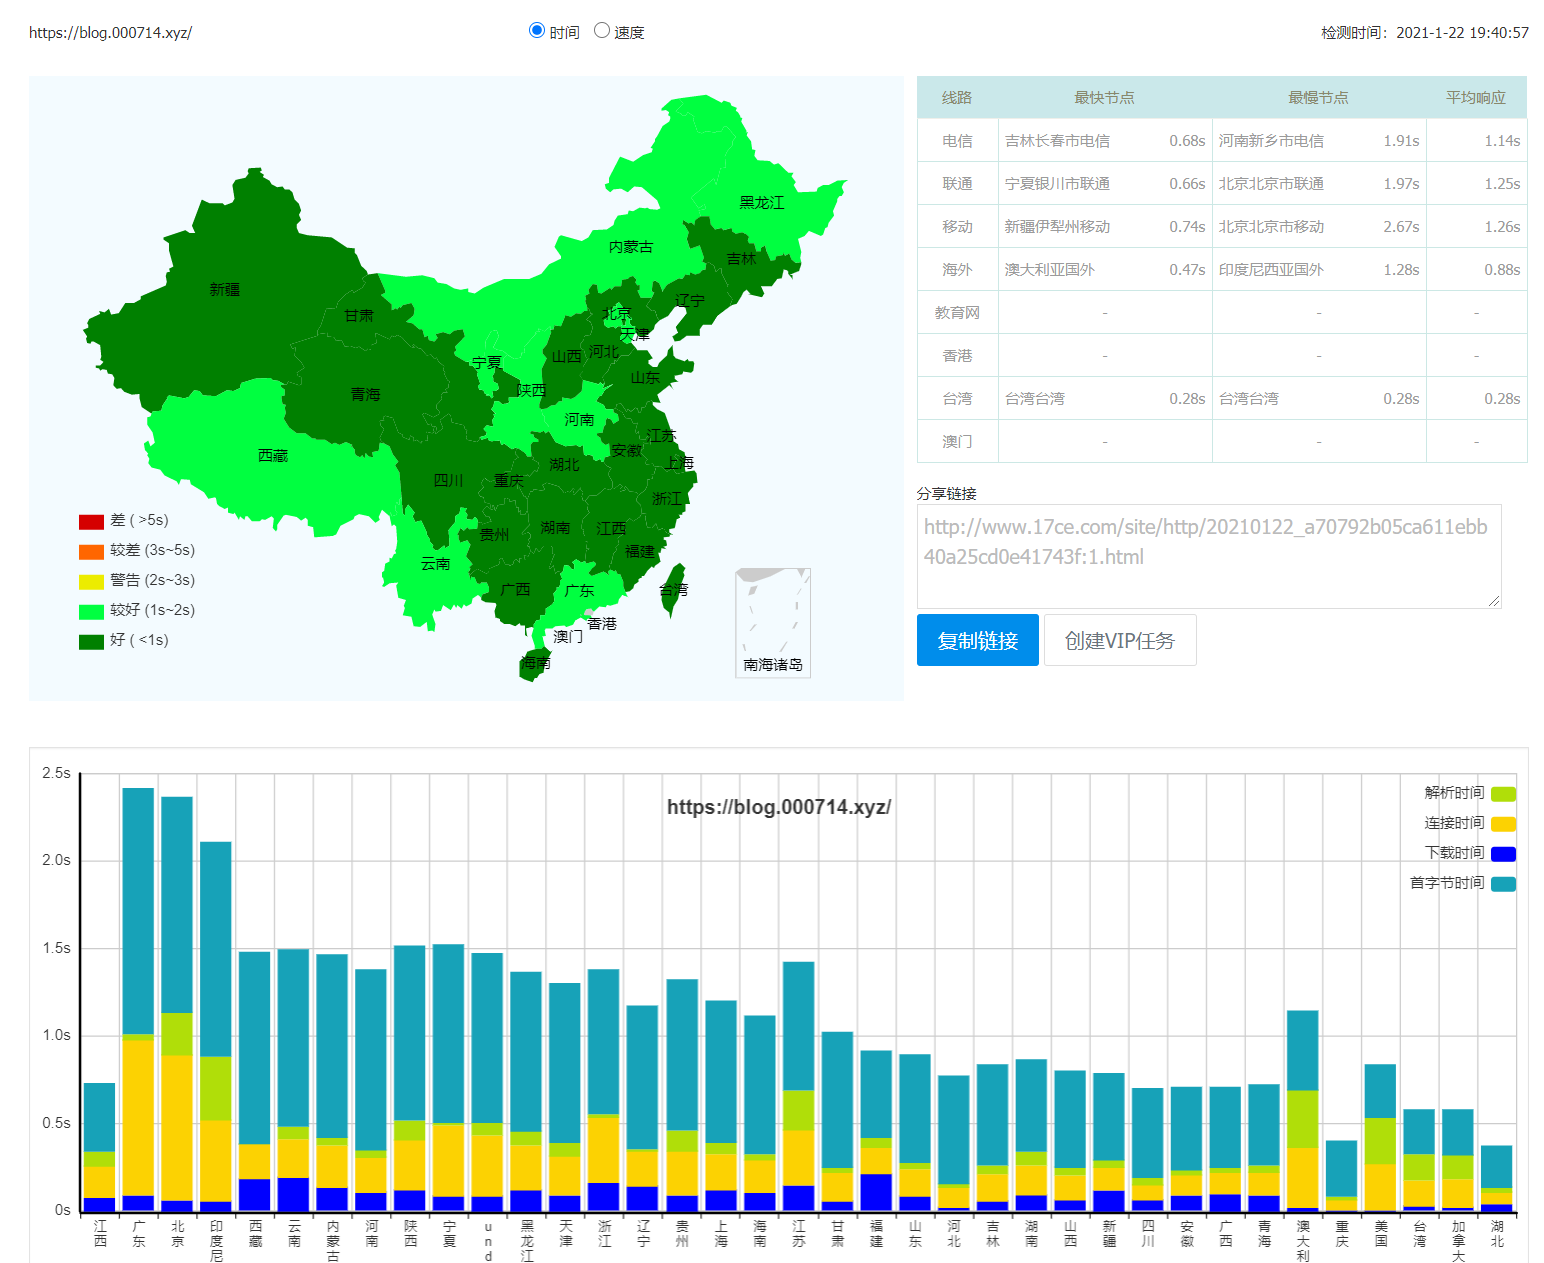 https://blog.000714.xyz/
时间 速度
检测时间：2021-1-22 19:40:57
黑龙江
内蒙古
吉林
新疆
辽宁
甘肃
北京
天津
宁夏
山西
河北
山东
陕西
青海
河南
江苏
安徽
西藏
上海
湖北
四川
重庆
浙江
湖南
江西
贵州
福建
云南
广西
广东
台湾
香港
澳门
海南
南海诸岛
差 ( >5s)
较差 (3s~5s)
警告 (2s~3s)
较好 (1s~2s)
好 ( <1s)
线路 最快节点 最慢节点 平均响应
电信 吉林长春市电信 0.68s 河南新乡市电信 1.91s 1.14s
联通 宁夏银川市联通 0.66s 北京北京市联通 1.97s 1.25s
移动 新疆伊犁州移动 0.74s 北京北京市移动 2.67s 1.26s
海外 澳大利亚国外 0.47s 印度尼西亚国外 1.28s 0.88s
教育网 - - -
香港 - - -
台湾 台湾台湾 0.28s 台湾台湾 0.28s 0.28s
澳门 - - -
分享链接
http://www.17ce.com/site/http/20210122_a70792b05ca611ebb
40a25cd0e41743f:1.html
复制链接 创建VIP任务
https://blog.000714.xyz/
解析时间
连接时间
下载时间
首字节时间
2.5s
2.0s
1.5s
1.0s
0.5s
0s
江西
广东
北京
印度尼
西藏
云南
内蒙古
河南
陕西
宁夏
und
黑龙江
天津
浙江
辽宁
贵州
上海
海南
江苏
甘肃
福建
山东
河北
吉林
湖南
山西
新疆
四川
安徽
广西
青海
澳大利
重庆
美国
台湾
加拿大
湖北